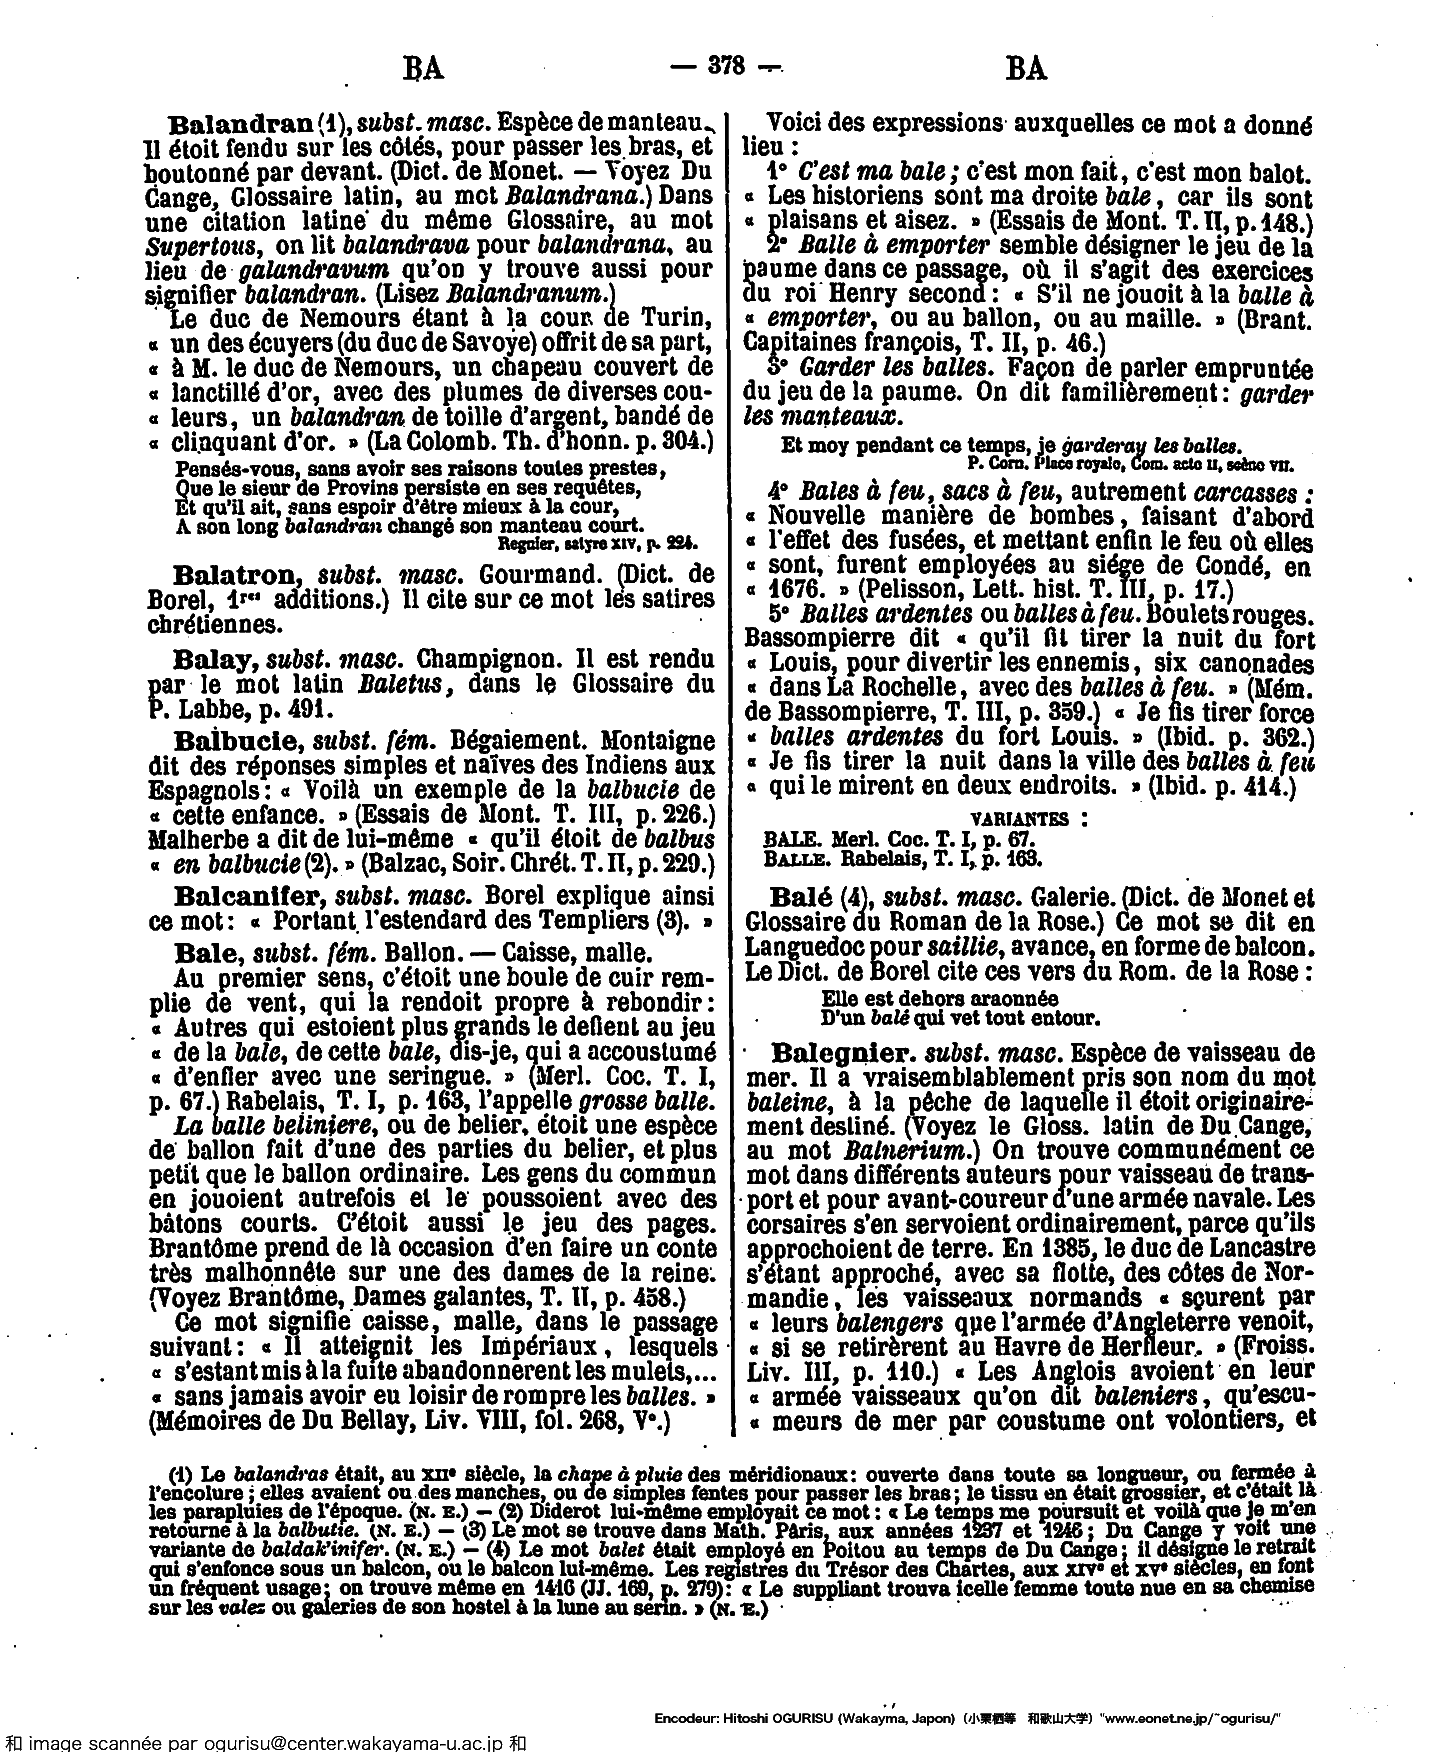 BA — 378 — BA
Balandran (1), subst. masc. Espèce de manteau.
Il étoit fendu sur les côtés, pour passer les bras, et
boutonné par devant. (Dict. de Monet. — Voyez Du
Cange, Glossaire latin, au mot Balandrana.) Dans
une citation latine du même Glossaire, au mot
Supertous, on lit balandrava pour balandrana, au
lieu de galandravum qu'on y trouve aussi pour
signifier balandran. (Lisez Balandranum.)
Le duc de Nemours étant à la cour de Turin,
« un des écuyers (du duc de Savoye) offrit de sa part,
« à M. le duc de Nemours, un chapeau couvert de
« lanctillé d'or, avec des plumes de diverses cou-
« leurs, un balandran de toille d'argent, bandé de
« clinquant d'or. » (La Colomb. Th. d'honn. p. 304.)
Pensés-vous, sans avoir ses raisons toutes prestes,
Que le sieur de Provins persiste en ses requêtes,
Et qu'il ait, sans espoir d'être mieux à la cour,
A son long balandran changé son manteau court.
Regnier, satyre XIV, p. 224.
Balatron, subst. masc. Gourmand. (Dict. de
Borel, 1res additions.) Il cite sur ce mot les satires
chrétiennes.
Balay, subst. masc. Champignon. Il est rendu
par le mot latin Baletus, dans le Glossaire du
P. Labbe, p. 491.
Balbucie, subst. fém. Bégaiement. Montaigne
dit des réponses simples et naïves des Indiens aux
Espagnols : « Voilà un exemple de la balbucie de
« cette enfance. » (Essais de Mont. T. III, p. 226.)
Malherbe a dit de lui-même « qu'il étoit de balbus
« en balbucie (2). » (Balzac, Soir. Chrét. T. II, p. 229.)
Balcanifer, subst. masc. Borel explique ainsi
ce mot : « Portant l'estendard des Templiers (3). »
Bale, subst. fém. Ballon. — Caisse, malle.
Au premier sens, c'étoit une boule de cuir rem-
plie de vent, qui la rendoit propre à rebondir :
« Autres qui estoient plus grands le defient au jeu
« de la bale, de cette bale, dis-je, qui a accoustumé
« d'enfler avec une seringue. » (Merl. Coc. T. I,
p. 67.) Rabelais, T. I, p. 163, l'appelle grosse balle.
La balle beliniere, ou de belier, étoit une espèce
de ballon fait d'une des parties du belier, et plus
petit que le ballon ordinaire. Les gens du commun
en jouoient autrefois et le poussoient avec des
bâtons courts. C'étoit aussi le jeu des pages.
Brantôme prend de là occasion d'en faire un conte
très malhonnête sur une des dames de la reine.
(Voyez Brantôme, Dames galantes, T. II, p. 458.)
Ce mot signifie caisse, malle, dans le passage
suivant : « Il atteignit les Impériaux, lesquels
« s'estant mis à la fuite abandonnerent les mulets,...
« sans jamais avoir eu loisir de rompre les balles. »
(Mémoires de Du Bellay, Liv. VIII, fol. 268, V°.)
Voici des expressions auxquelles ce mot a donné
lieu :
1° C'est ma bale ; c'est mon fait, c'est mon balot.
« Les historiens sont ma droite bale, car ils sont
« plaisans et aisez. » (Essais de Mont. T. II, p. 148.)
2° Balle à emporter semble désigner le jeu de la
paume dans ce passage, où il s'agit des exercices
du roi Henry second : « S'il ne jouoit à la balle à
« emporter, ou au ballon, ou au maille. » (Brant.
Capitaines françois, T. II, p. 46.)
3° Garder les balles. Façon de parler empruntée
du jeu de la paume. On dit familièrement : garder
les manteaux.
Et moy pendant ce temps, je garderay les balles.
P. Corn. Place royale, Com. acte II, scène VII.
4° Bales à feu, sacs à feu, autrement carcasses :
« Nouvelle manière de bombes, faisant d'abord
« l'effet des fusées, et mettant enfin le feu où elles
« sont, furent employées au siége de Condé, en
« 1676. » (Pelisson, Lett. hist. T. III, p. 17.)
5° Balles ardentes ou balles à feu. Boulets rouges.
Bassompierre dit « qu'il fit tirer la nuit du fort
« Louis, pour divertir les ennemis, six canonades
« dans La Rochelle, avec des balles à feu. » (Mém.
de Bassompierre, T. III, p. 359.) « Je fis tirer force
« balles ardentes du fort Louis. » (Ibid. p. 362.)
« Je fis tirer la nuit dans la ville des balles à feu
« qui le mirent en deux endroits. » (Ibid. p. 414.)
VARIANTES :
BALE. Merl. Coc. T. I, p. 67.
BALLE. Rabelais, T. I, p. 163.
Balé (4), subst. masc. Galerie. (Dict. de Monet et
Glossaire du Roman de la Rose.) Ce mot se dit en
Languedoc pour saillie, avance, en forme de balcon.
Le Dict. de Borel cite ces vers du Rom. de la Rose :
Elle est dehors araonnée
D'un balé qui vet tout entour.
Balegnier. subst. masc. Espèce de vaisseau de
mer. Il a vraisemblablement pris son nom du mot
baleine, à la pêche de laquelle il étoit originaire-
ment destiné. (Voyez le Gloss. latin de Du Cange,
au mot Balnerium.) On trouve communément ce
mot dans différents auteurs pour vaisseau de trans-
port et pour avant-coureur d'une armée navale. Les
corsaires s'en servoient ordinairement, parce qu'ils
approchoient de terre. En 1385, le duc de Lancastre
s'étant approché, avec sa flotte, des côtes de Nor-
mandie, les vaisseaux normands « sçurent par
« leurs balengers que l'armée d'Angleterre venoit,
« si se retirèrent au Havre de Herfleur. » (Froiss.
Liv. III, p. 110.) « Les Anglois avoient en leur
« armée vaisseaux qu'on dit baleniers, qu'escu-
« meurs de mer par coustume ont volontiers, et
(1) Le balandras était, au XIIe siècle, la chape à pluie des méridionaux : ouverte dans toute sa longueur, ou fermée à
l'encolure ; elles avaient ou des manches, ou de simples fentes pour passer les bras ; le tissu en était grossier, et c'était là
les parapluies de l'époque. (N. E.) — (2) Diderot lui-même employait ce mot : « Le temps me poursuit et voilà que je m'en
retourne à la balbutie. (N. E.) — (3) Le mot se trouve dans Math. Pâris, aux années 1237 et 1246 ; Du Cange y voit une
variante de baldak'inifer. (N. E.) — (4) Le mot balet était employé en Poitou au temps de Du Cange ; il désigne le retrait
qui s'enfonce sous un balcon, ou le balcon lui-même. Les registres du Trésor des Chartes, aux XIVe et XVe siècles, en font
un fréquent usage ; on trouve même en 1416 (JJ. 169, p. 279) : « Le suppliant trouva icelle femme toute nue en sa chemise
sur les valez ou galeries de son hostel à la lune au serin. » (N. E.)
Encodeur: Hitoshi OGURISU (Wakayma, Japon) (小栗栖等 和歌山大学) "www.eonet.ne.jp/~ogurisu/"
和 image scannée par ogurisu@center.wakayama-u.ac.jp 和